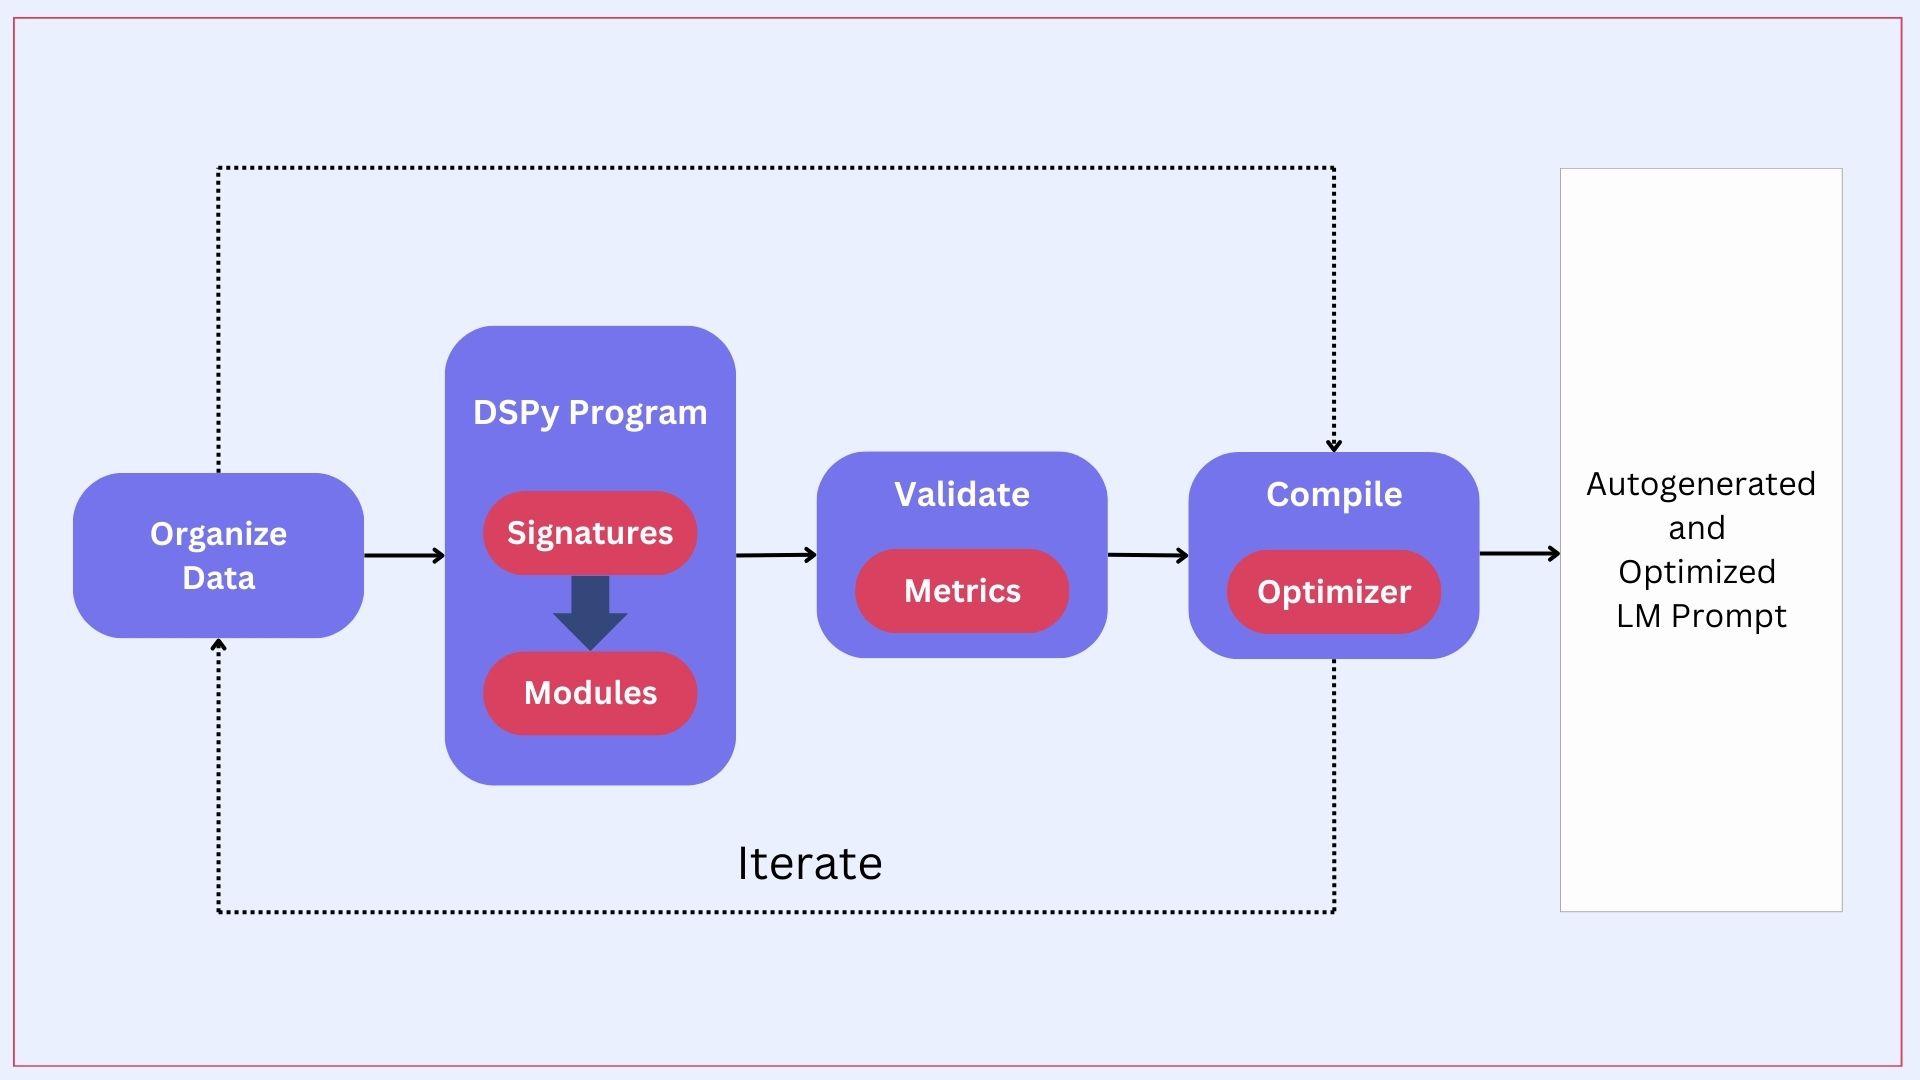 Organize
Data
DSPy Program
Signatures
Modules
Validate
Metrics
Compile
Optimizer
Autogenerated
and
Optimized
LM Prompt
Iterate